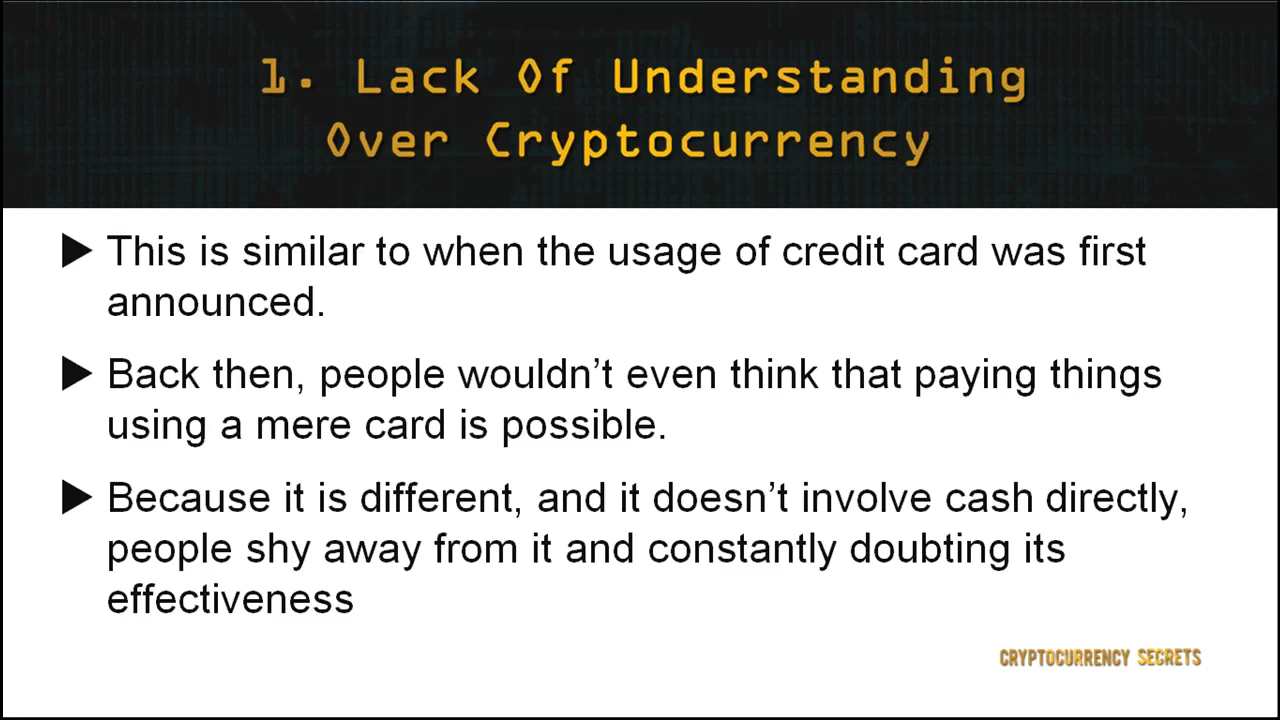 1. Lack Of Understanding
Over Cryptocurrency
This is similar to when the usage of credit card was first
announced.
Back then, people wouldn’t even think that paying things
using a mere card is possible.
Because it is different, and it doesn’t involve cash directly,
people shy away from it and constantly doubting its
effectiveness
CRYPTOCURRENCY SECRETS